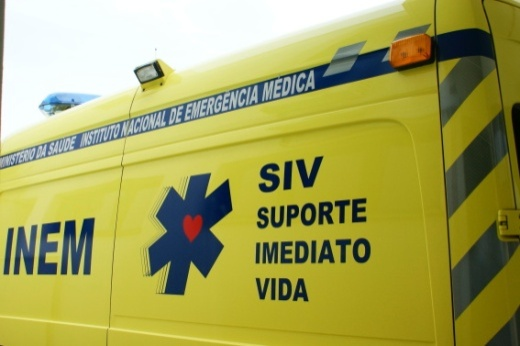 MINISTÉRIO DA SAÚDE INSTITUTO NACIONAL DE EMERGÊNCIA MÉDICA
INEM
SIV
SUPORTE
IMEDIATO
VIDA